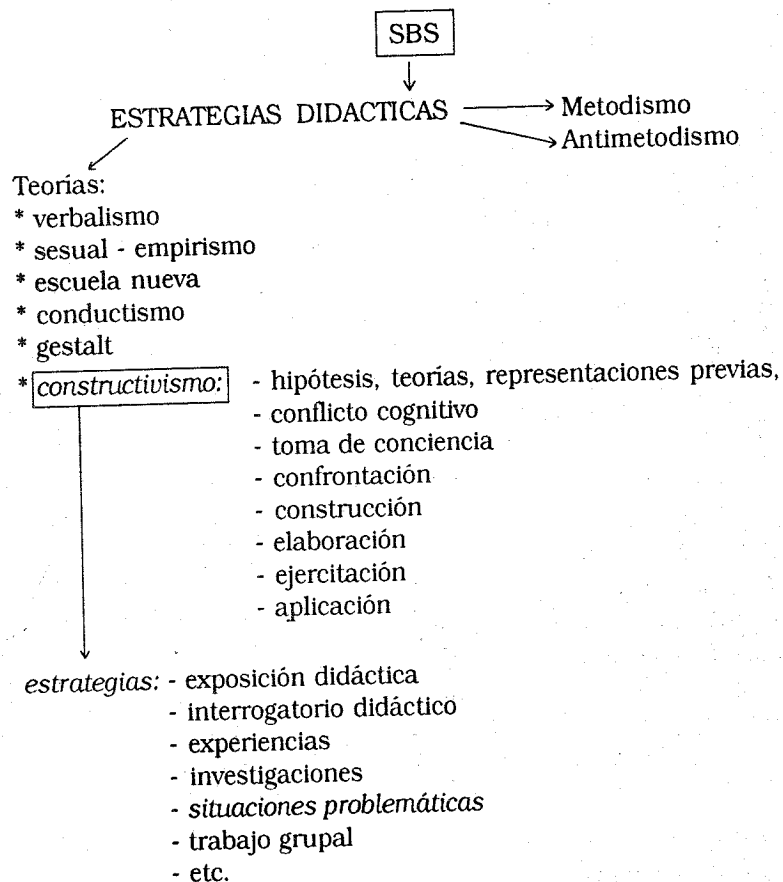 SBS
ESTRATEGIAS DIDACTICAS
Metodismo
Antimetodismo
Teorías:
* verbalismo
* sesual - empirismo
* escuela nueva
* conductismo
* gestalt
* constructivismo: - hipótesis, teorías, representaciones previas,
- conflicto cognitivo
- toma de conciencia
- confrontación
- construcción
- elaboración
- ejercitación
- aplicación
estrategias: - exposición didáctica
- interrogatorio didáctico
- experiencias
- investigaciones
- situaciones problemáticas
- trabajo grupal
- etc.